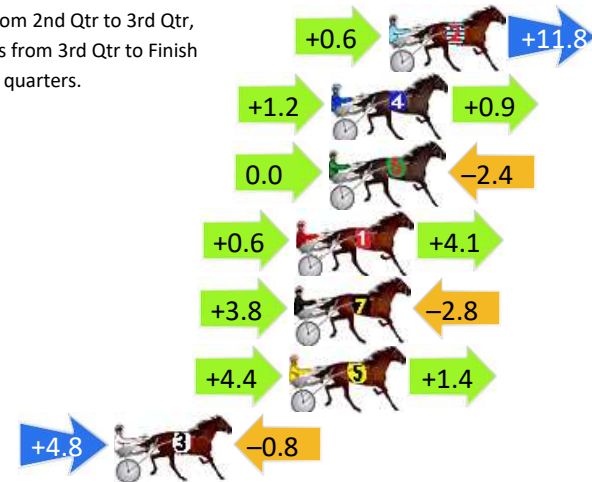 om 2nd Qtr to 3rd Qtr,
s from 3rd Qtr to Finish
quarters.
+0.6 2 +11.8
+1.2 4 +0.9
0.0 6 –2.4
+0.6 1 +4.1
+3.8 7 –2.8
+4.4 5 +1.4
+4.8 3 –0.8